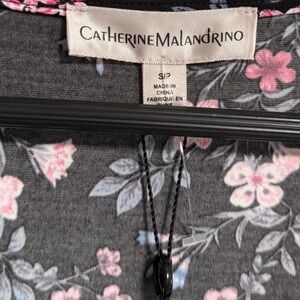 CATHERINE MALANDRINO
S/P
MADE IN
CHINA
FABRIQUÉ EN